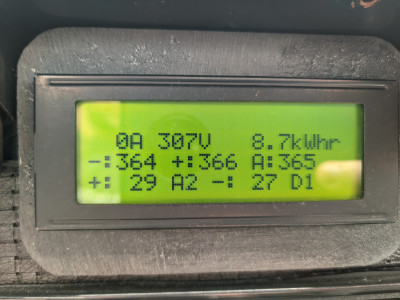 0A 307V 8.7kWhr
-:364 +:366 A:365
+: 29 A2 -: 27 D1